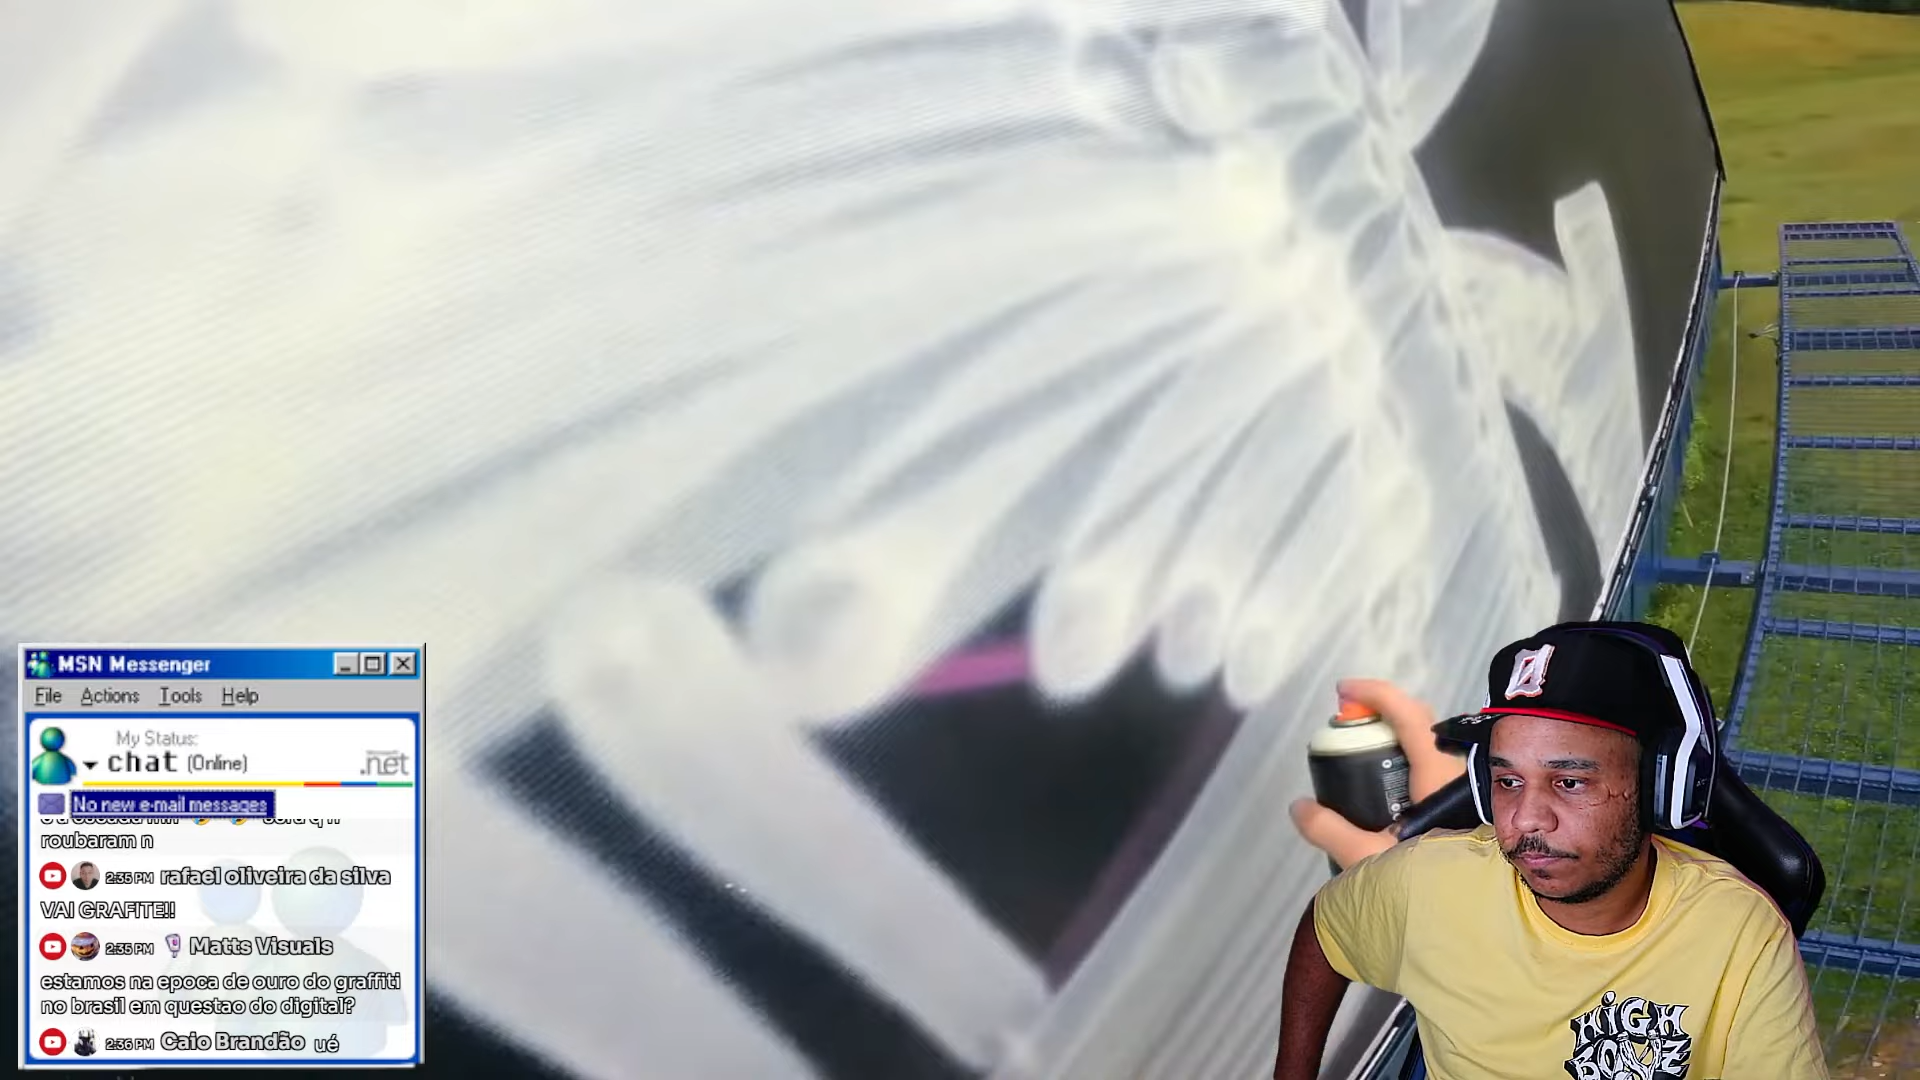 MSN Messenger
File Actions Tools Help
My Status:
chat (Online)
.net
No new e-mail messages
roubaram n
2:35 PM rafael oliveira da silva
VAI GRAFITE!!
2:35 PM Matts Visuals
estamos na epoca de ouro do graffiti
no brasil em questao do digital?
2:36 PM Caio Brandão ué
HIGH